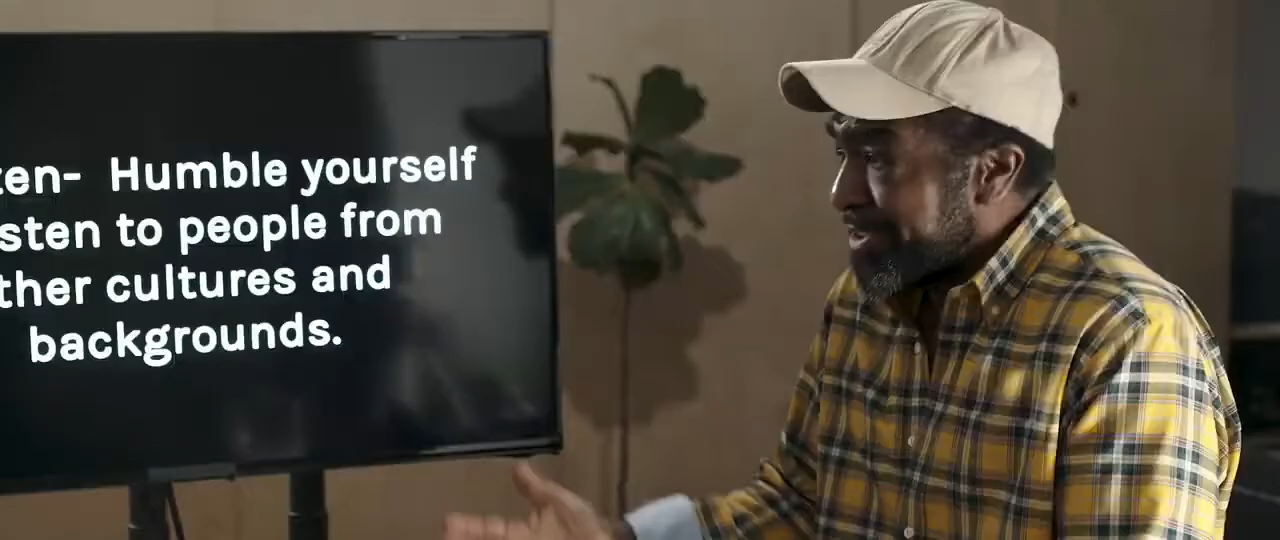 ten-  Humble yourself
sten to people from
ther cultures and
backgrounds.